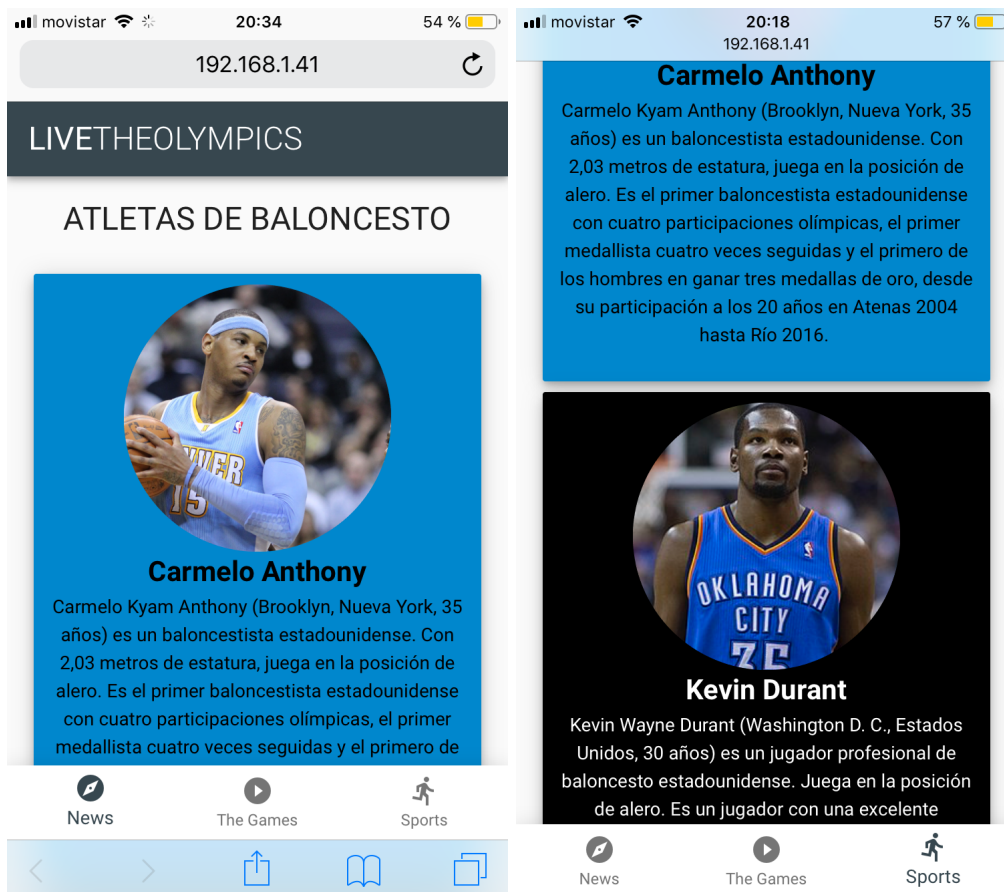 movistar 20:34 54 %
192.168.1.41
LIVETHEOLYMPICS
ATLETAS DE BALONCESTO
15
Carmelo Anthony
Carmelo Kyam Anthony (Brooklyn, Nueva York, 35
años) es un baloncestista estadounidense. Con
2,03 metros de estatura, juega en la posición de
alero. Es el primer baloncestista estadounidense
con cuatro participaciones olímpicas, el primer
medallista cuatro veces seguidas y el primero de
News The Games Sports
movistar 20:18 57 %
192.168.1.41
Carmelo Anthony
Carmelo Kyam Anthony (Brooklyn, Nueva York, 35
años) es un baloncestista estadounidense. Con
2,03 metros de estatura, juega en la posición de
alero. Es el primer baloncestista estadounidense
con cuatro participaciones olímpicas, el primer
medallista cuatro veces seguidas y el primero de
los hombres en ganar tres medallas de oro, desde
su participación a los 20 años en Atenas 2004
hasta Río 2016.
OKLAHOMA
CITY
35
Kevin Durant
Kevin Wayne Durant (Washington D. C., Estados
Unidos, 30 años) es un jugador profesional de
baloncesto estadounidense. Juega en la posición
de alero. Es un jugador con una excelente
News The Games Sports